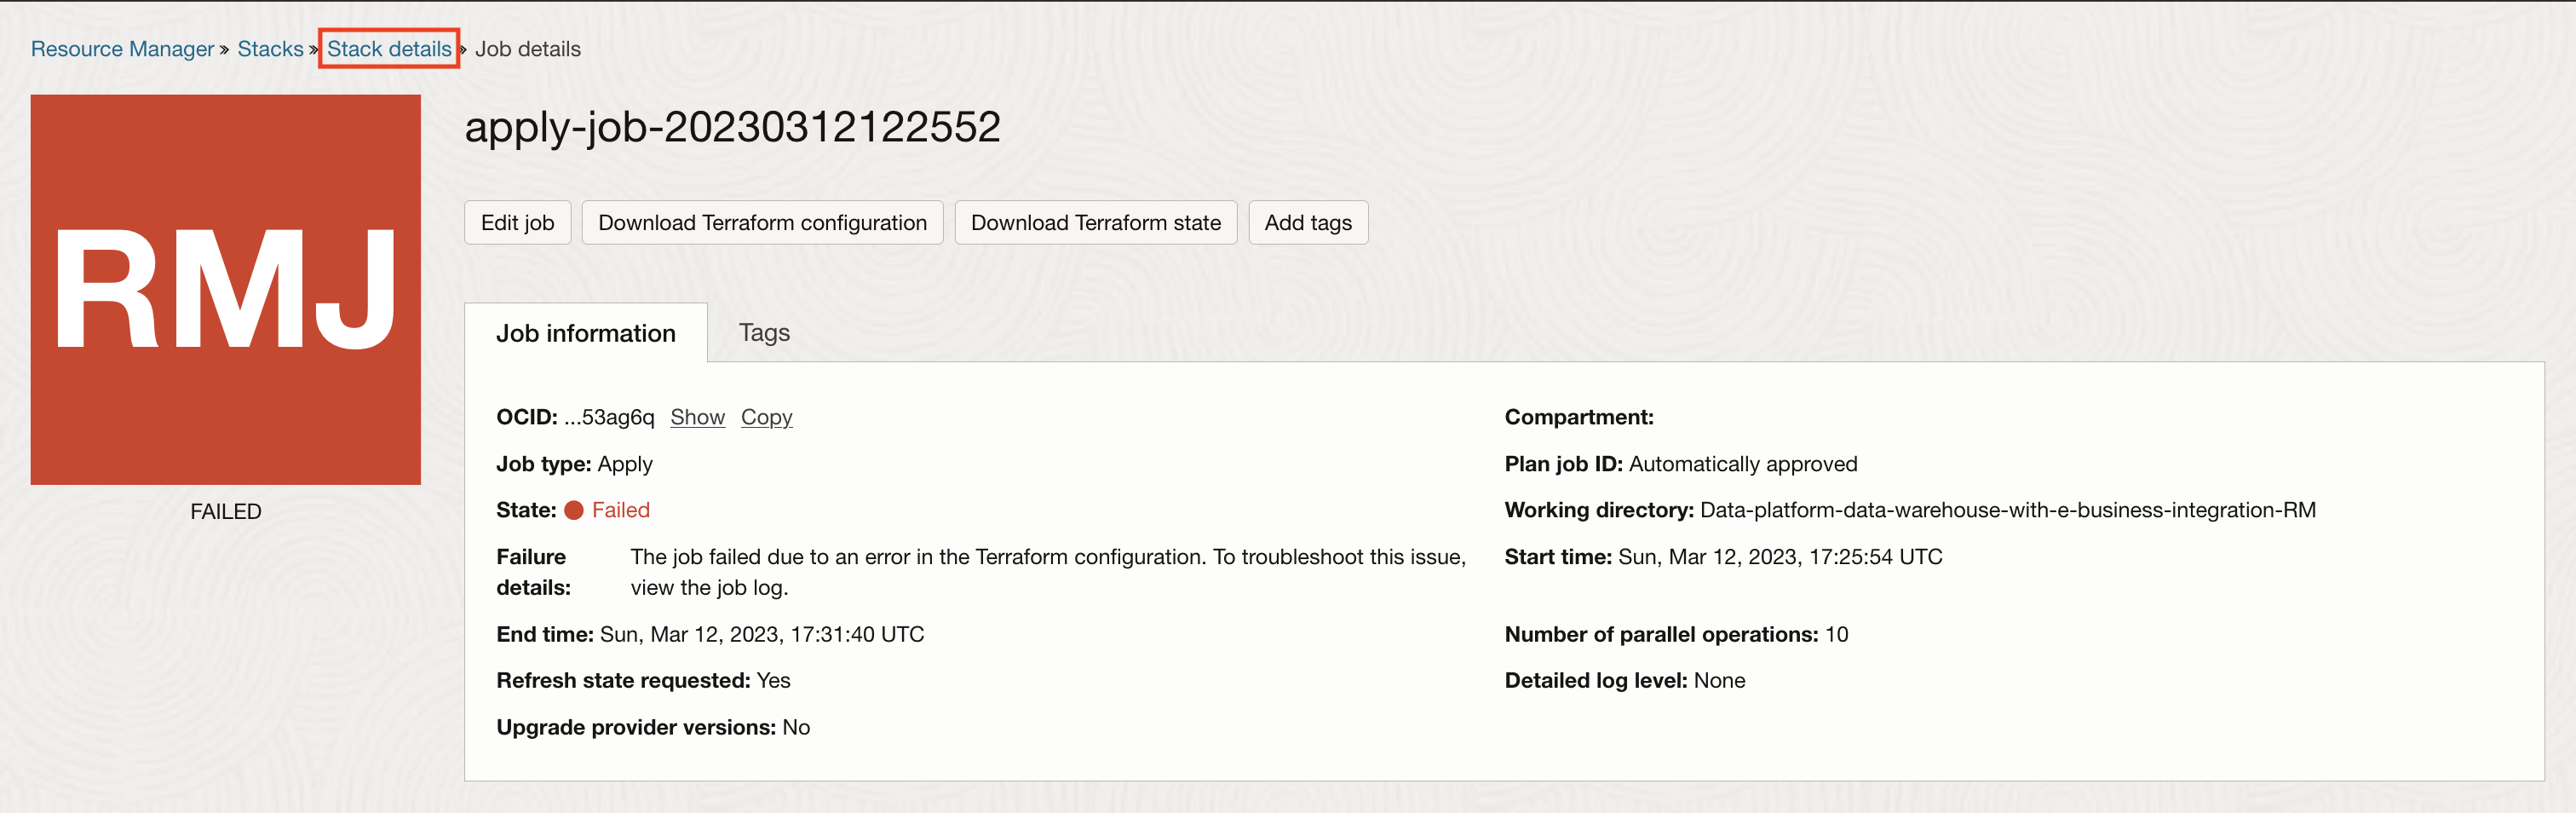 Resource Manager » Stacks » Stack details » Job details
RMJ
FAILED
apply-job-20230312122552
Edit job
Download Terraform configuration
Download Terraform state
Add tags
Job information
Tags
OCID: ...53ag6q Show Copy
Job type: Apply
State: Failed
Failure details: The job failed due to an error in the Terraform configuration. To troubleshoot this issue,
view the job log.
End time: Sun, Mar 12, 2023, 17:31:40 UTC
Refresh state requested: Yes
Upgrade provider versions: No
Compartment:
Plan job ID: Automatically approved
Working directory: Data-platform-data-warehouse-with-e-business-integration-RM
Start time: Sun, Mar 12, 2023, 17:25:54 UTC
Number of parallel operations: 10
Detailed log level: None